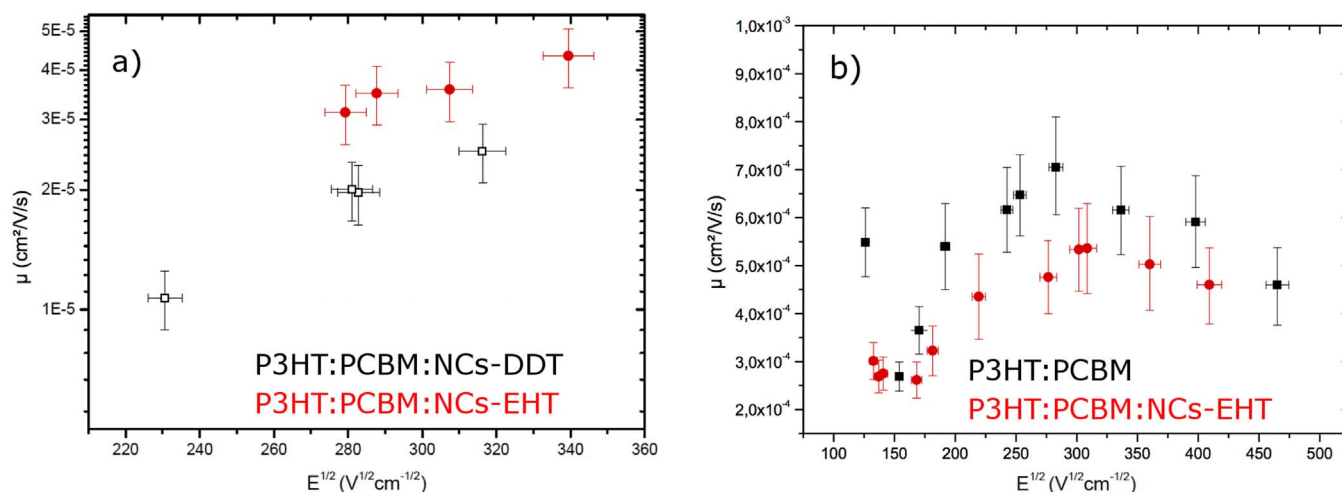 a)
5E-5
4E-5
3E-5
2E-5
1E-5
μ (cm²/V/s)
P3HT:PCBM:NCs-DDT
P3HT:PCBM:NCs-EHT
220 240 260 280 300 320 340 360
E^1/2 (V^1/2cm^-1/2)
b)
1,0x10^-3
9,0x10^-4
8,0x10^-4
7,0x10^-4
6,0x10^-4
5,0x10^-4
4,0x10^-4
3,0x10^-4
2,0x10^-4
μ (cm²/V/s)
P3HT:PCBM
P3HT:PCBM:NCs-EHT
100 150 200 250 300 350 400 450 500
E^1/2 (V^1/2cm^-1/2)